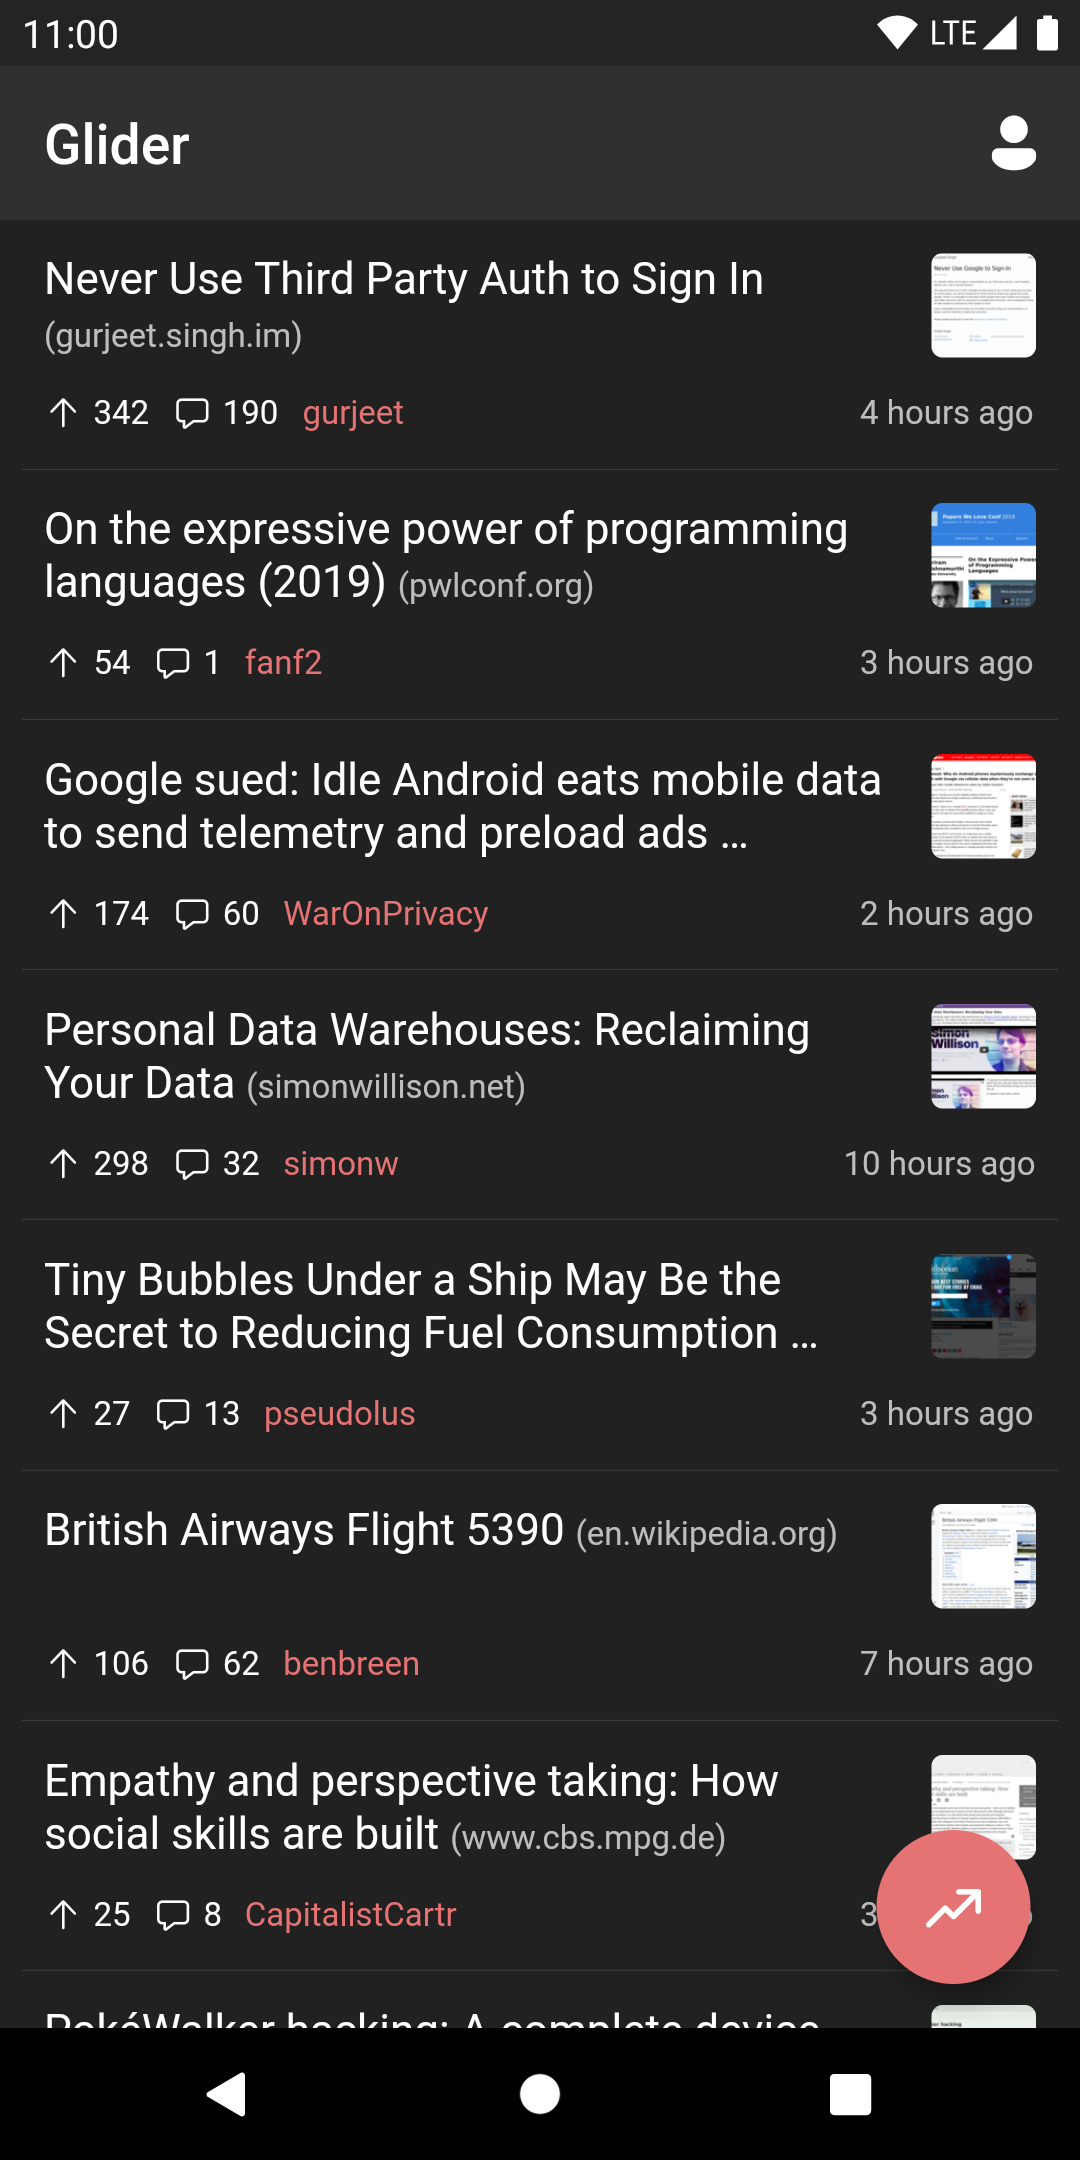 11:00
LTE
Glider
Never Use Third Party Auth to Sign In
(gurjeet.singh.im)
342 190 gurjeet 4 hours ago
On the expressive power of programming
languages (2019) (pwlconf.org)
54 1 fanf2 3 hours ago
Google sued: Idle Android eats mobile data
to send telemetry and preload ads …
174 60 WarOnPrivacy 2 hours ago
Personal Data Warehouses: Reclaiming
Your Data (simonwillison.net)
298 32 simonw 10 hours ago
Tiny Bubbles Under a Ship May Be the
Secret to Reducing Fuel Consumption …
27 13 pseudolus 3 hours ago
British Airways Flight 5390 (en.wikipedia.org)
106 62 benbreen 7 hours ago
Empathy and perspective taking: How
social skills are built (www.cbs.mpg.de)
25 8 CapitalistCartr 3
PokéWalker hacking: A complete device